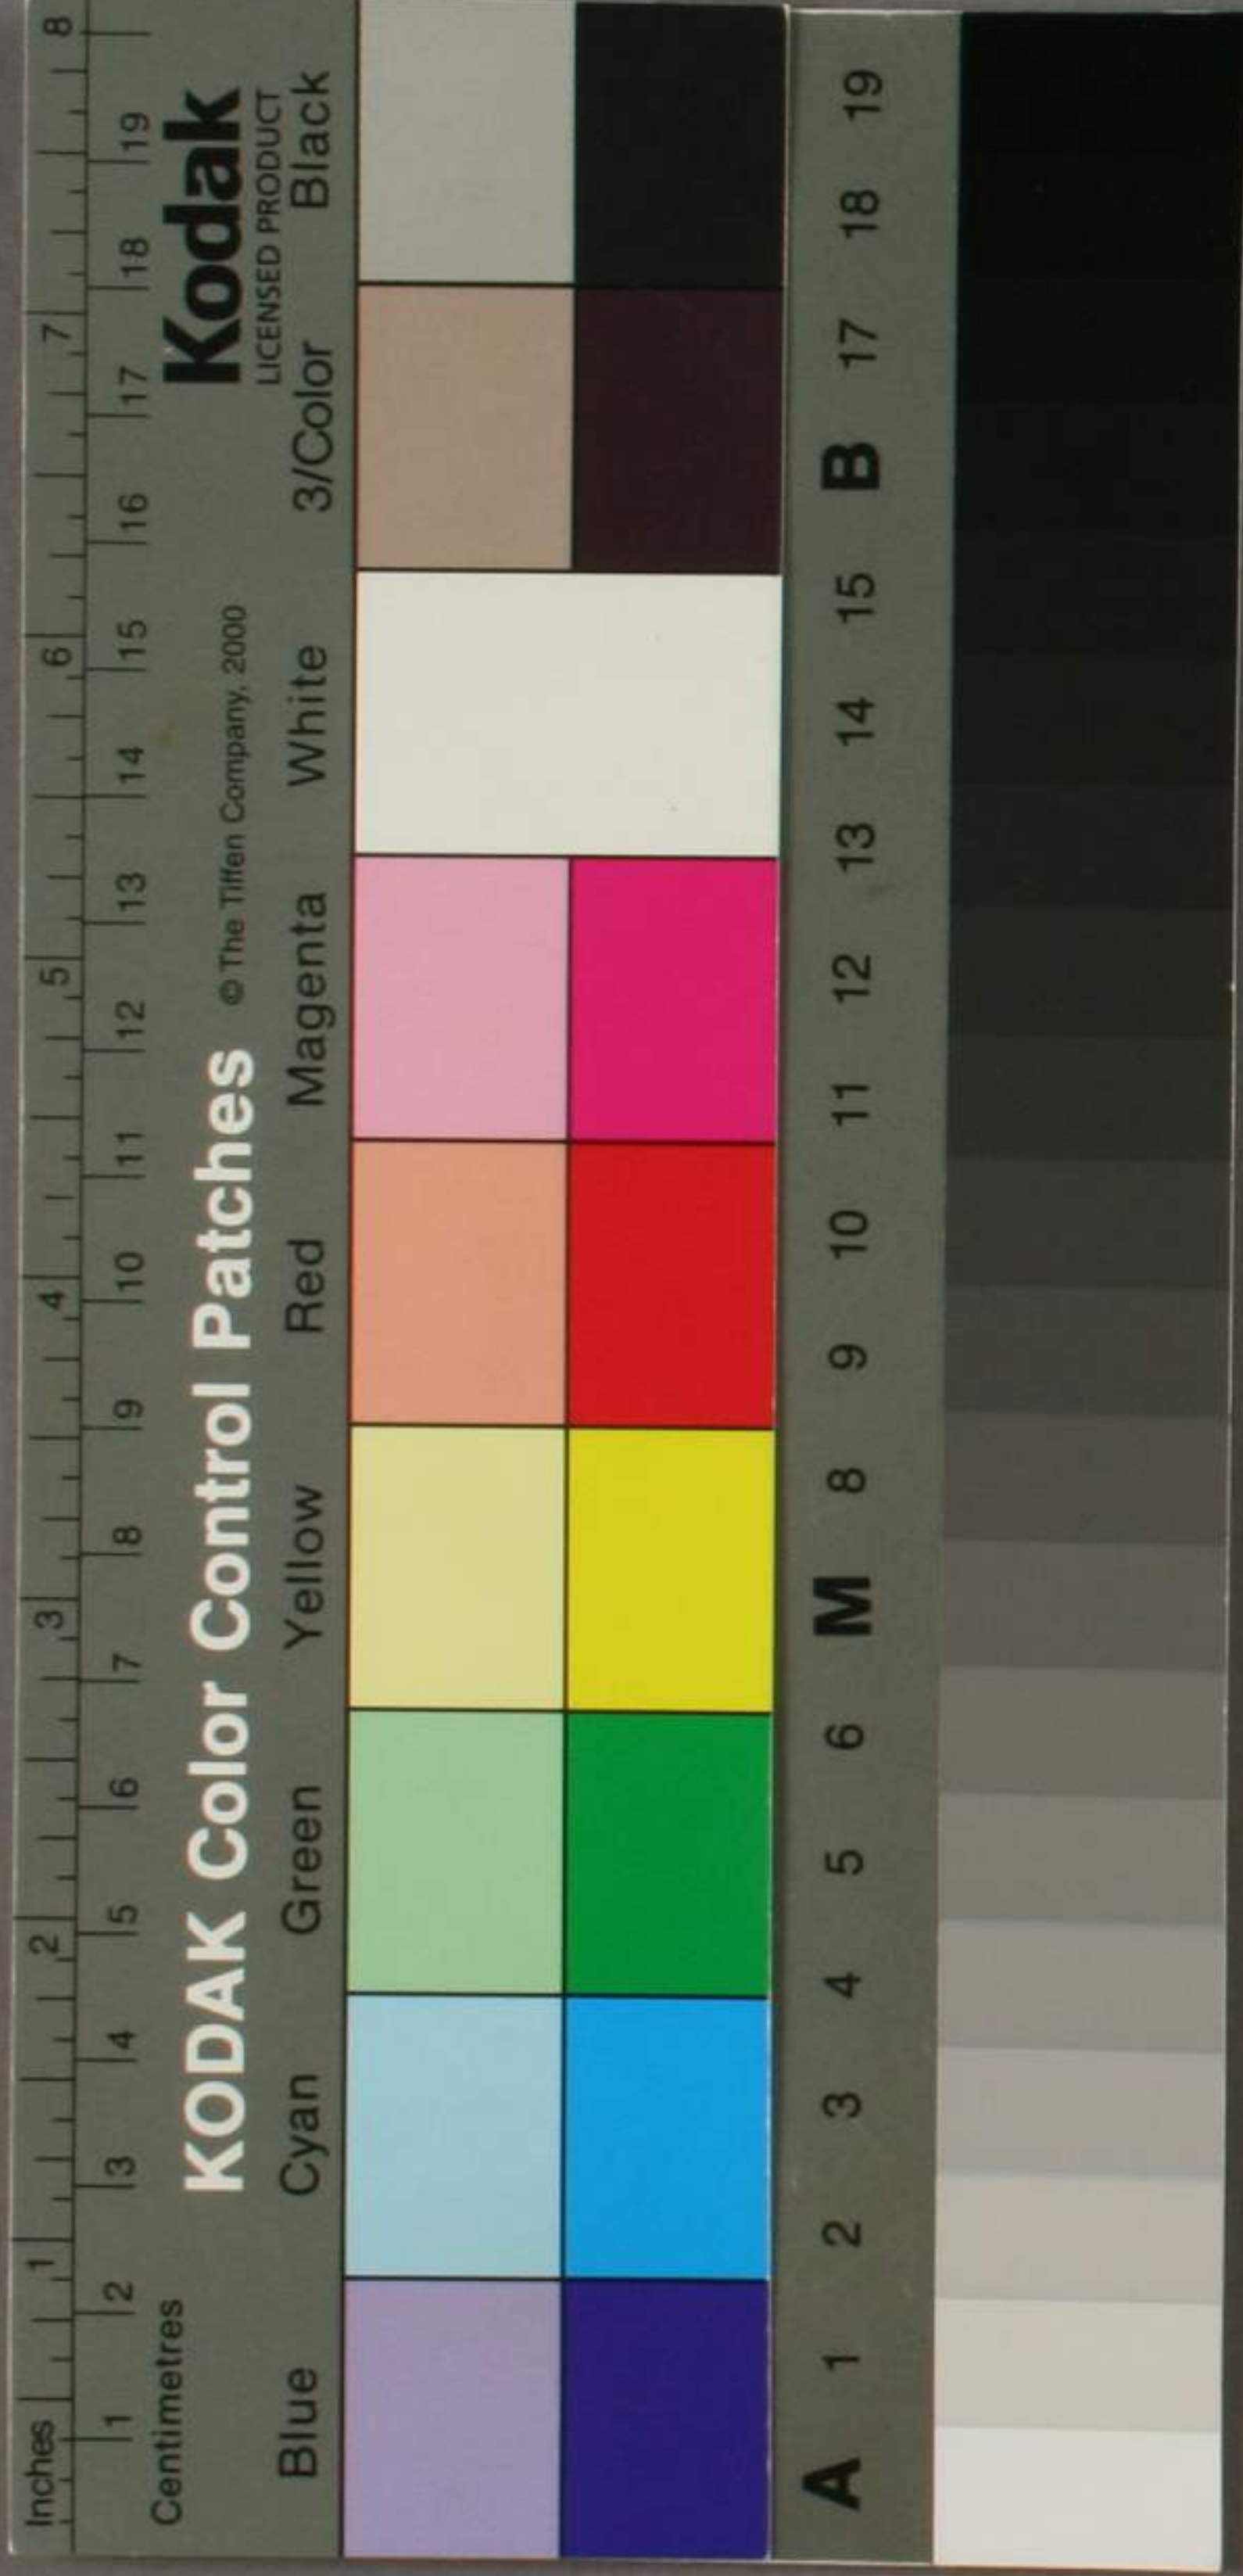 Inches 1 2 3 4 5 6 7 8
1 2 3 4 5 6 7 8 9 10 11 12 13 14 15 16 17 18 19
Centimetres
KODAK Color Control Patches © The Tiffen Company, 2000 Kodak
LICENSED PRODUCT
Blue Cyan Green Yellow Red Magenta White 3/Color Black
A 1 2 3 4 5 6 M 8 9 10 11 12 13 14 15 B 17 18 19